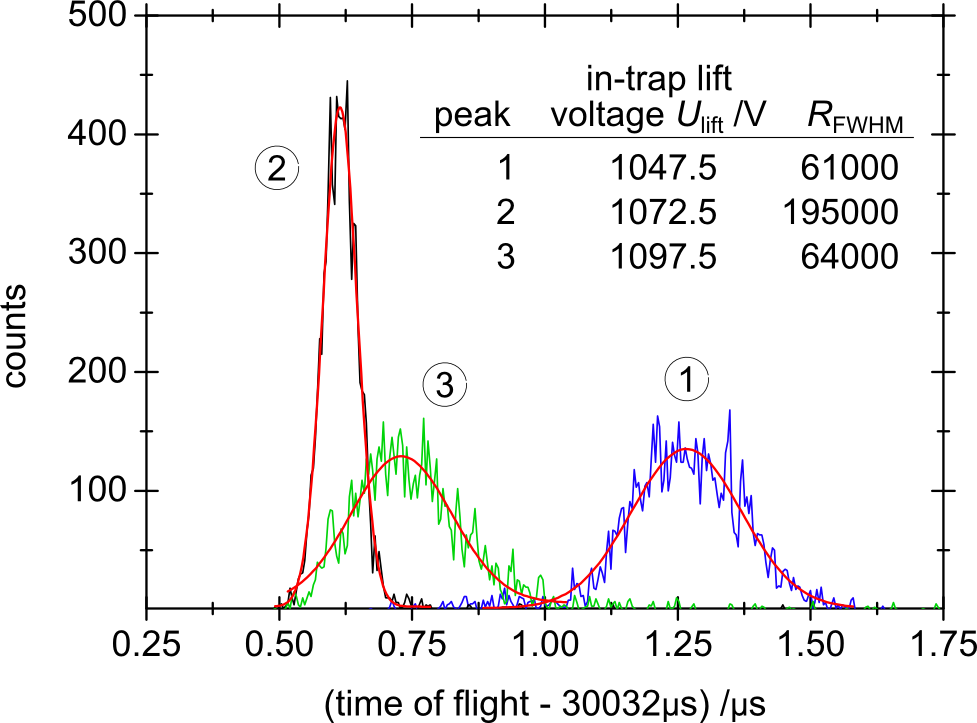 500
400
300
200
100
counts
in-trap lift
peak voltage Ulift /V RFWHM
1 1047.5 61000
2 1072.5 195000
3 1097.5 64000
2
3
1
0.25 0.50 0.75 1.00 1.25 1.50 1.75
(time of flight - 30032µs) /µs